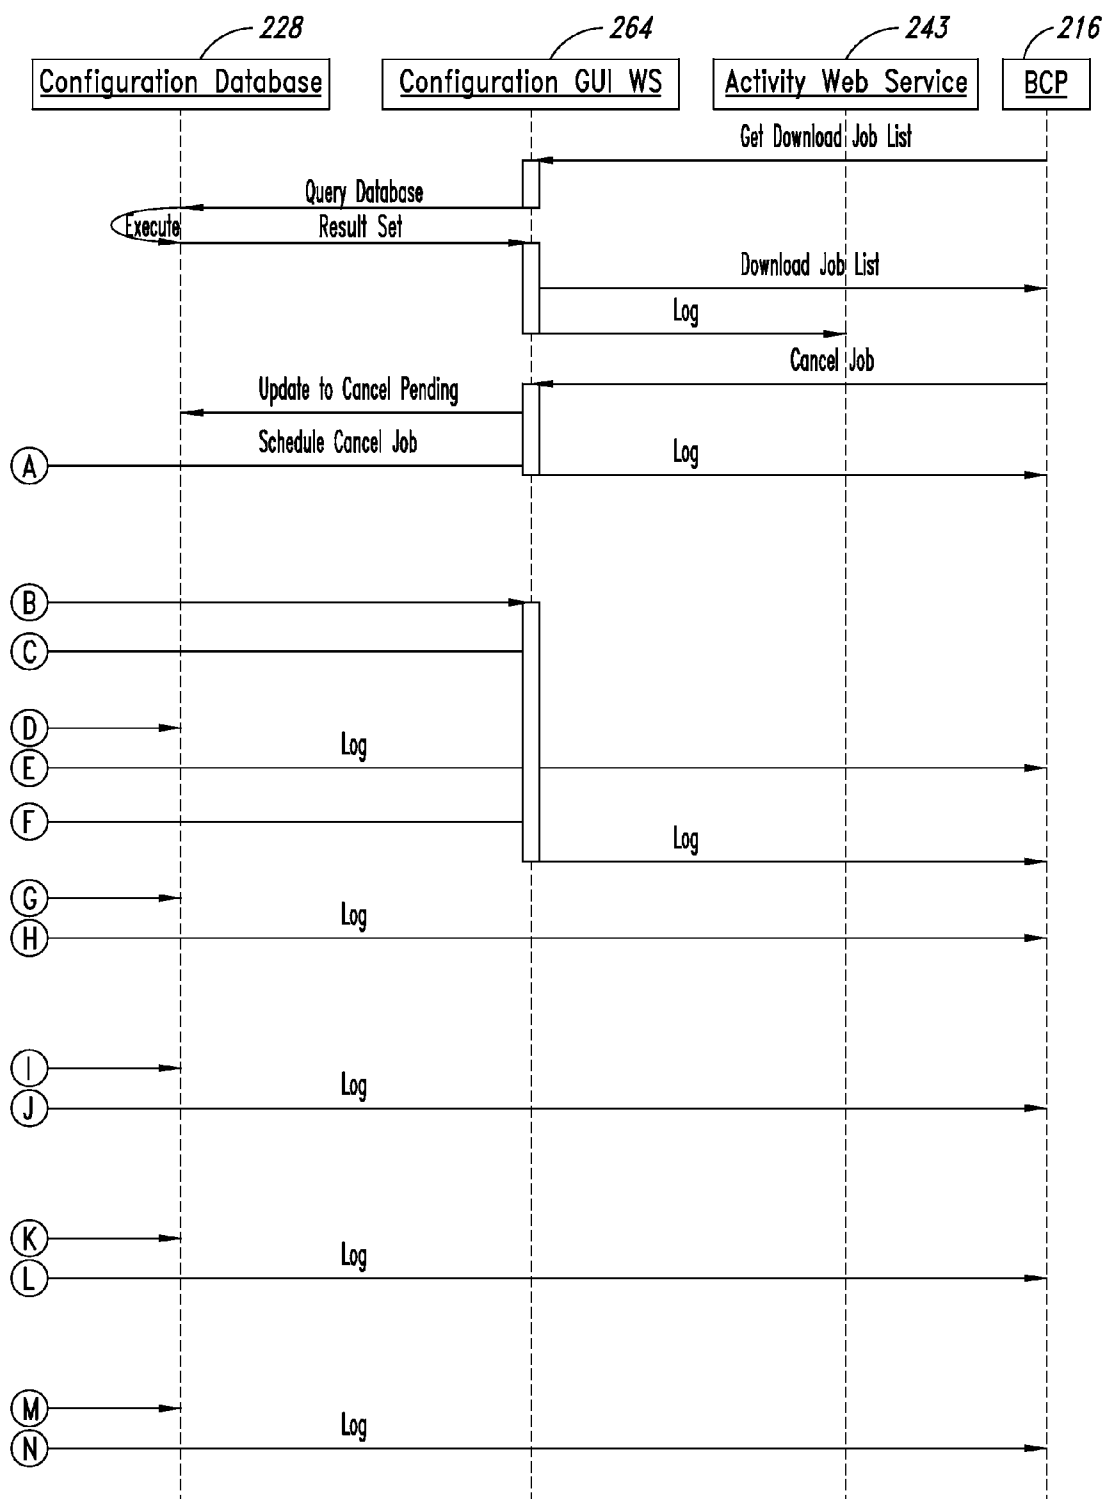 228 264 243 216
Configuration Database Configuration GUI WS Activity Web Service BCP
Get Download Job List
Query Database
Execute Result Set
Download Job List
Log
Cancel Job
Update to Cancel Pending
Schedule Cancel Job
A Log
B
C
D
Log
E
F
Log
G
Log
H
I
Log
J
K
Log
L
M
Log
N